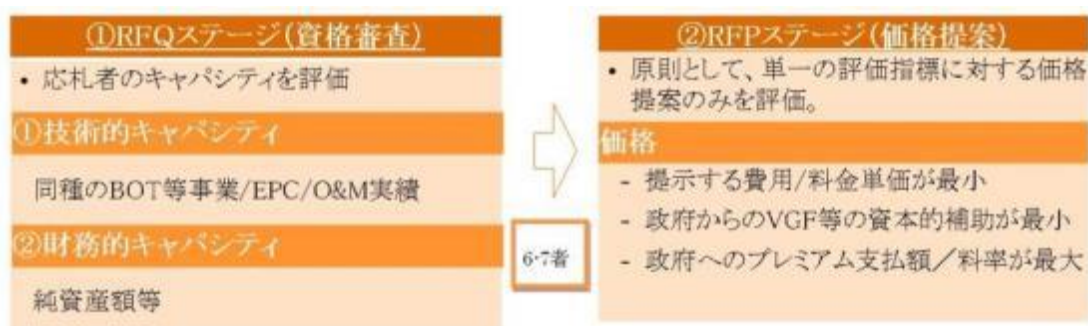 ①RFQステージ(資格審査)
• 応札者のキャパシティを評価
①技術的キャパシティ
同種のBOT等事業/EPC/O&M実績
②財務的キャパシティ
純資産額等
6・7者
②RFPステージ(価格提案)
• 原則として、単一の評価指標に対する価格
提案のみを評価。
価格
- 提示する費用/料金単価が最小
- 政府からのVGF等の資本的補助が最小
- 政府へのプレミアム支払額/料率が最大